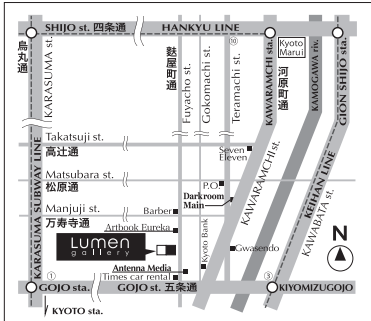 SHIJO st. 四条通
HANKYU LINE
烏丸通
KARASUMA st.
麩屋町通
Fuyacho st.
Gokomachi st.
Teramachi st.
⑩
KAWARAMCHI sta.
Kyoto
Marui
河原町通
KAMOGAWA riv.
GION SHIJO sta.
Takatsuji st.
高辻通
Seven
Eleven
Matsubara st.
松原通
P.O.
Darkroom
Main
KAWARAMCHI st.
KEIHAN LINE
KAWABATA st.
KARASUMA SUBWAY LINE
Manjuji st.
万寿寺通
Barber
Artbook Eureka
Lumen
gallery
Kyoto Bank
Gwasendo
Antenna Media
Times car rental
N
①
GOJO sta.
GOJO st. 五条通
③
KIYOMIZUGOJO
KYOTO sta.